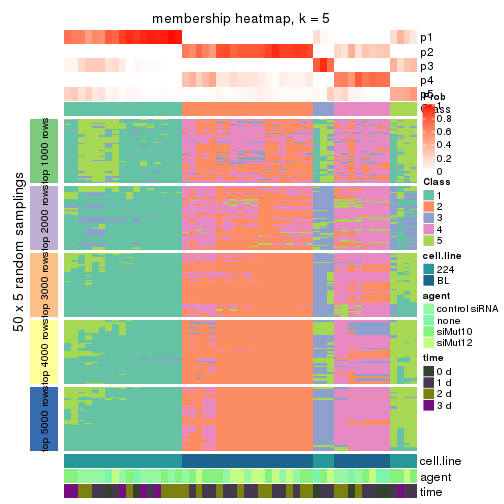 membership heatmap, k = 5
p1
p2
p3
p4
p5
Prob
Class
1
0.8
0.6
0.4
0.2
0
50 x 5 random samplings
top 1000 rows
top 2000 rows
top 3000 rows
top 4000 rows
top 5000 rows
Class
1
2
3
4
5
cell.line
224
BL
agent
control siRNA
none
siMut10
siMut12
time
0 d
1 d
2 d
3 d
cell.line
agent
time